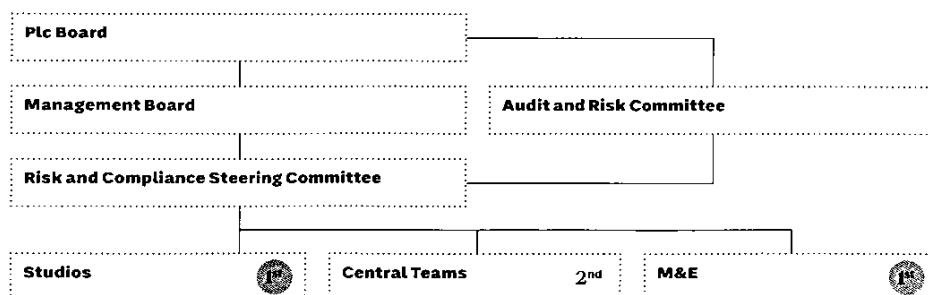 Plc Board
Management Board
Audit and Risk Committee
Risk and Compliance Steering Committee
Studios 1st
Central Teams 2nd
M&E 1st